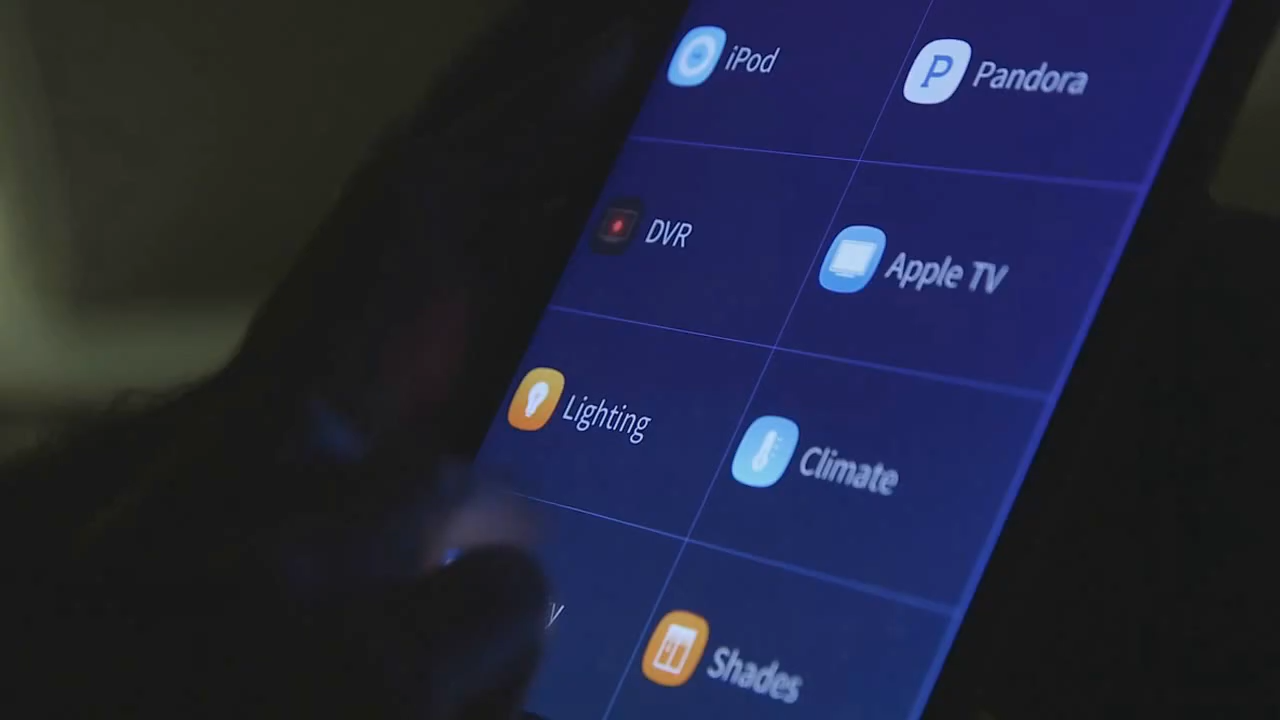 iPod
P Pandora
DVR
Apple TV
Lighting
Climate
y
Shades